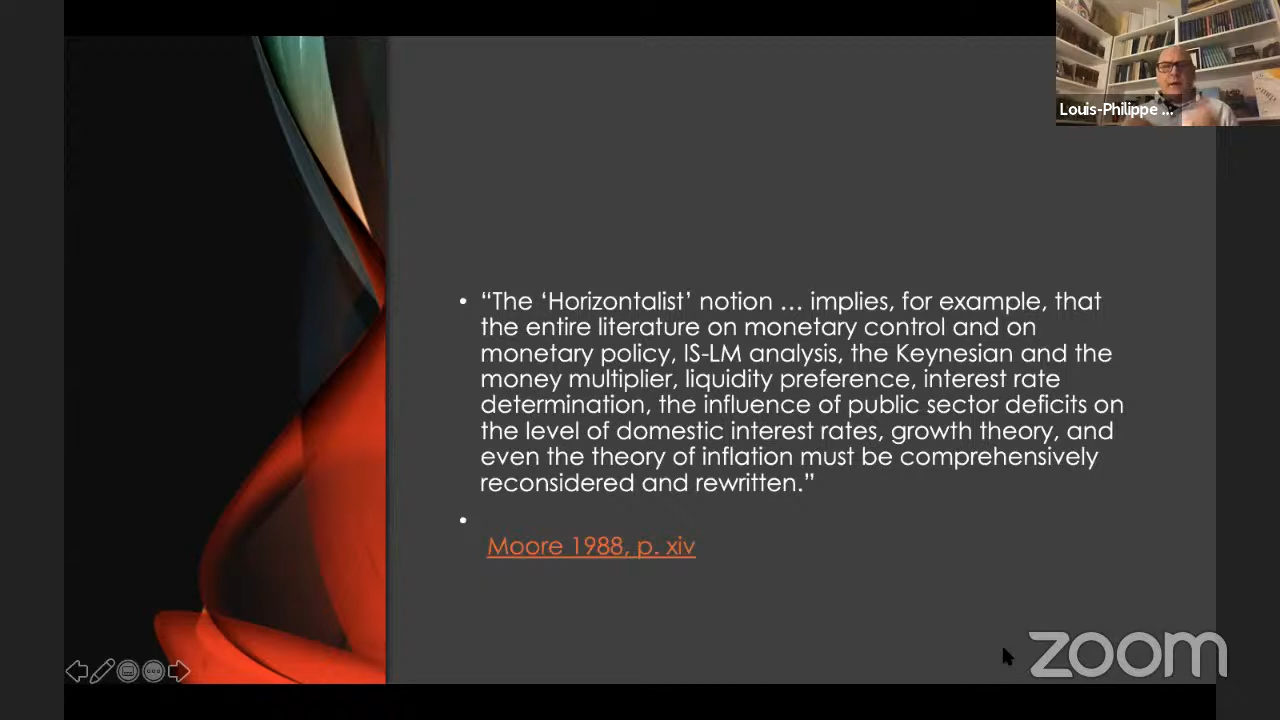 Louis-Philippe ...
• “The ‘Horizontalist’ notion … implies, for example, that
the entire literature on monetary control and on
monetary policy, IS-LM analysis, the Keynesian and the
money multiplier, liquidity preference, interest rate
determination, the influence of public sector deficits on
the level of domestic interest rates, growth theory, and
even the theory of inflation must be comprehensively
reconsidered and rewritten.”
•
Moore 1988, p. xiv
zoom